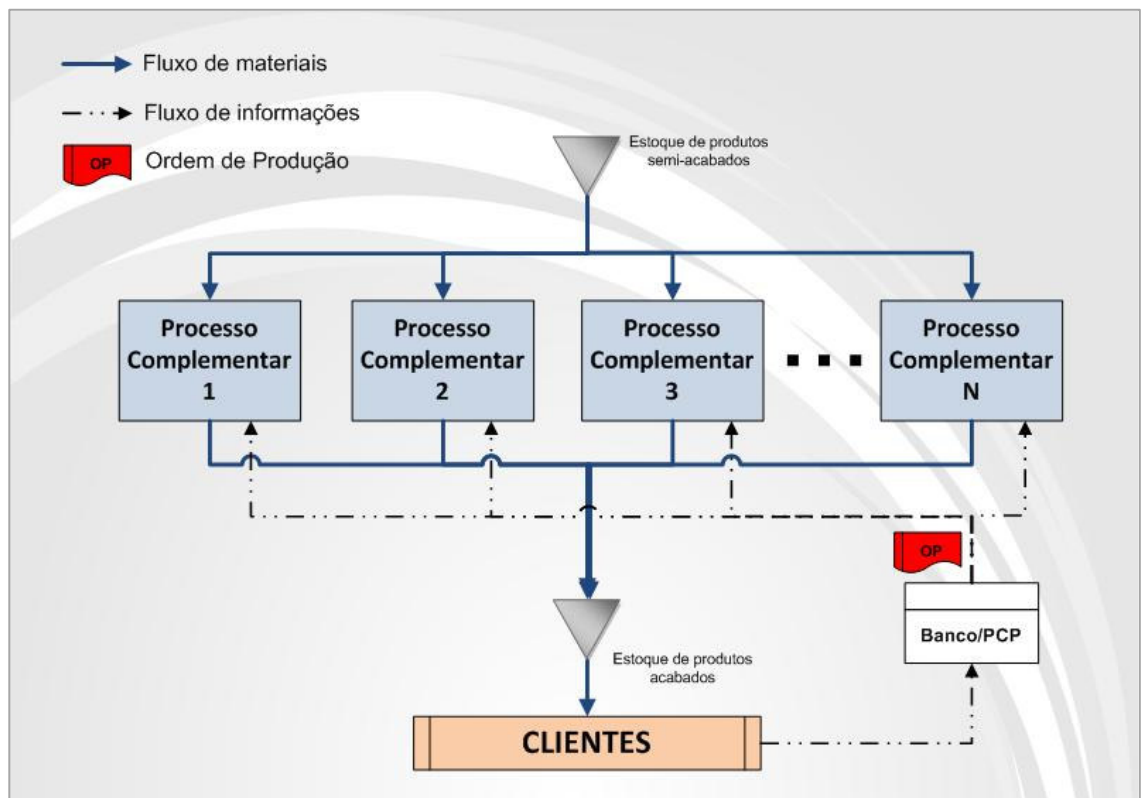 Fluxo de materiais
Fluxo de informações
OP
Ordem de Produção
Estoque de produtos
semi-acabados
Processo
Complementar
1
Processo
Complementar
2
Processo
Complementar
3
Processo
Complementar
N
OP
Banco/PCP
Estoque de produtos
acabados
CLIENTES